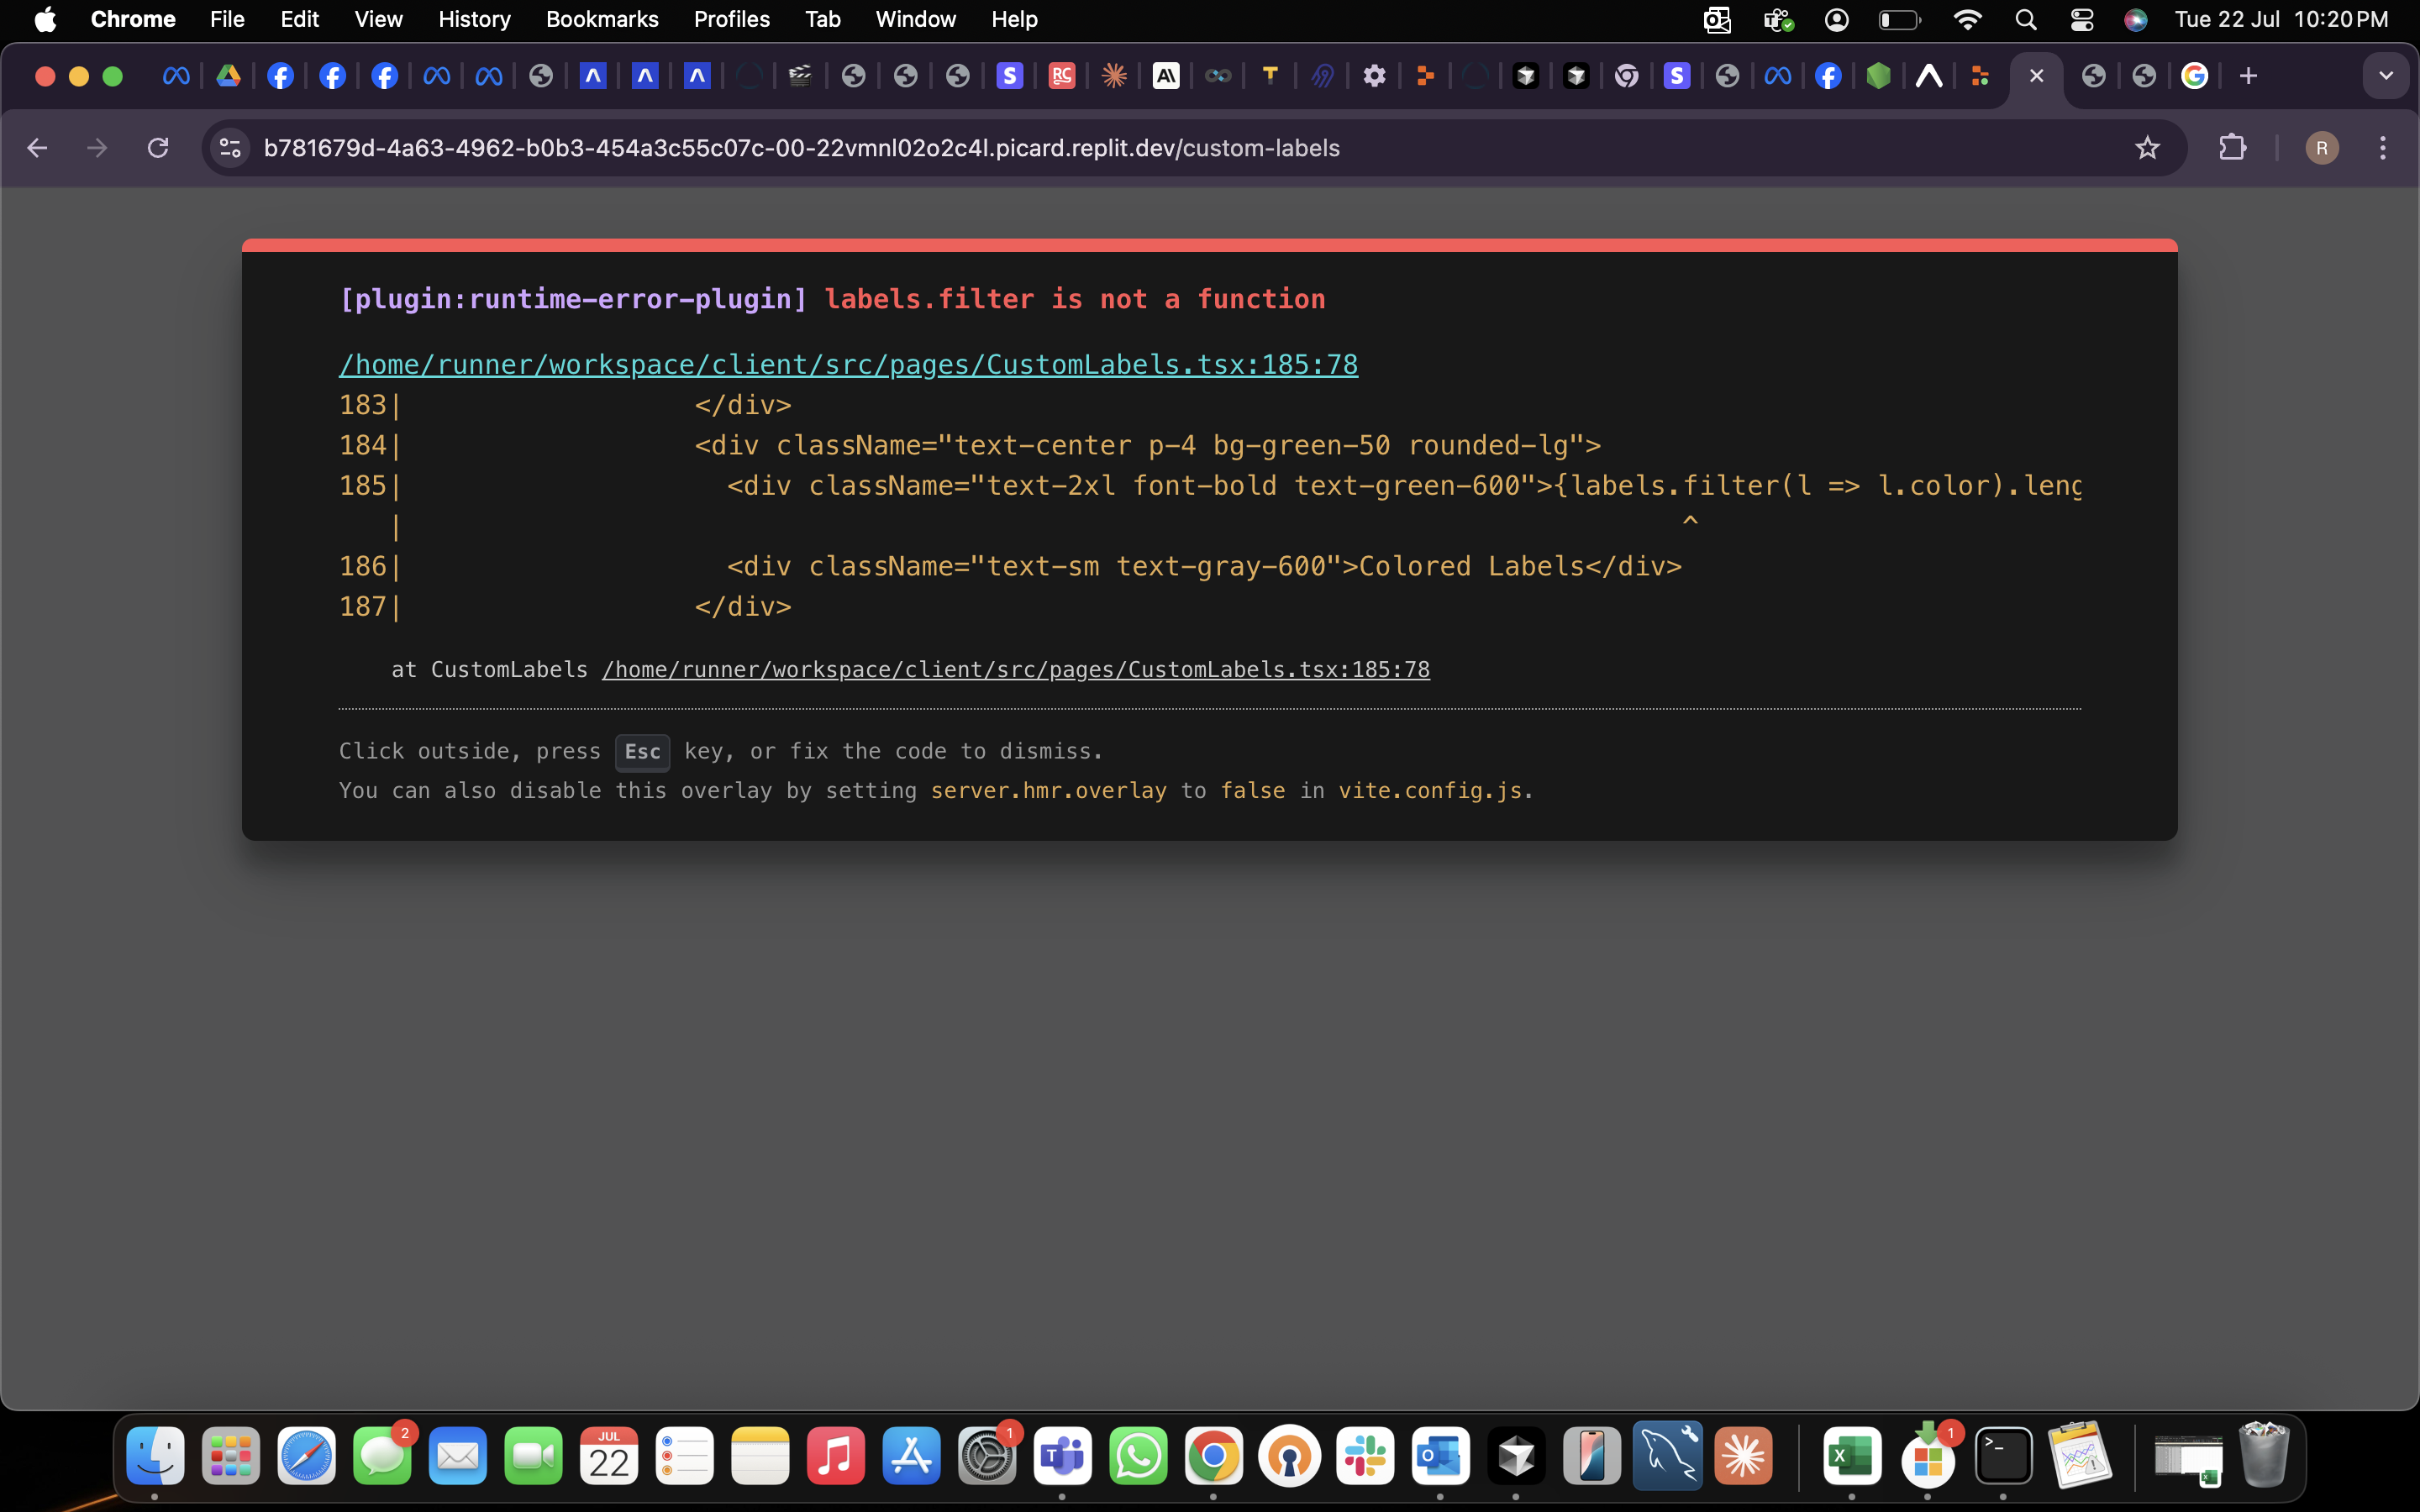 Chrome File Edit View History Bookmarks Profiles Tab Window Help Tue 22 Jul 10:20 PM
b781679d-4a63-4962-b0b3-454a3c55c07c-00-22vmnl02o2c4l.picard.replit.dev/custom-labels
R
[plugin:runtime-error-plugin] labels.filter is not a function
/home/runner/workspace/client/src/pages/CustomLabels.tsx:185:78
183|                  </div>
184|                  <div className="text-center p-4 bg-green-50 rounded-lg">
185|                    <div className="text-2xl font-bold text-green-600">{labels.filter(l => l.color).leng
   |                                                                               ^
186|                    <div className="text-sm text-gray-600">Colored Labels</div>
187|                  </div>
at CustomLabels /home/runner/workspace/client/src/pages/CustomLabels.tsx:185:78
Click outside, press Esc key, or fix the code to dismiss.
You can also disable this overlay by setting server.hmr.overlay to false in vite.config.js.
2
JUL
22
1
1